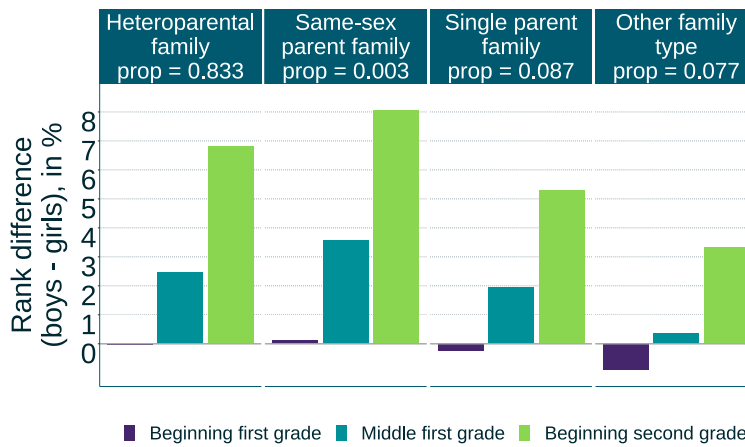 Heteroparental
family
prop = 0.833
Same-sex
parent family
prop = 0.003
Single parent
family
prop = 0.087
Other family
type
prop = 0.077
Rank difference
(boys - girls), in %
8
7
6
5
4
3
2
1
0
Beginning first grade
Middle first grade
Beginning second grade